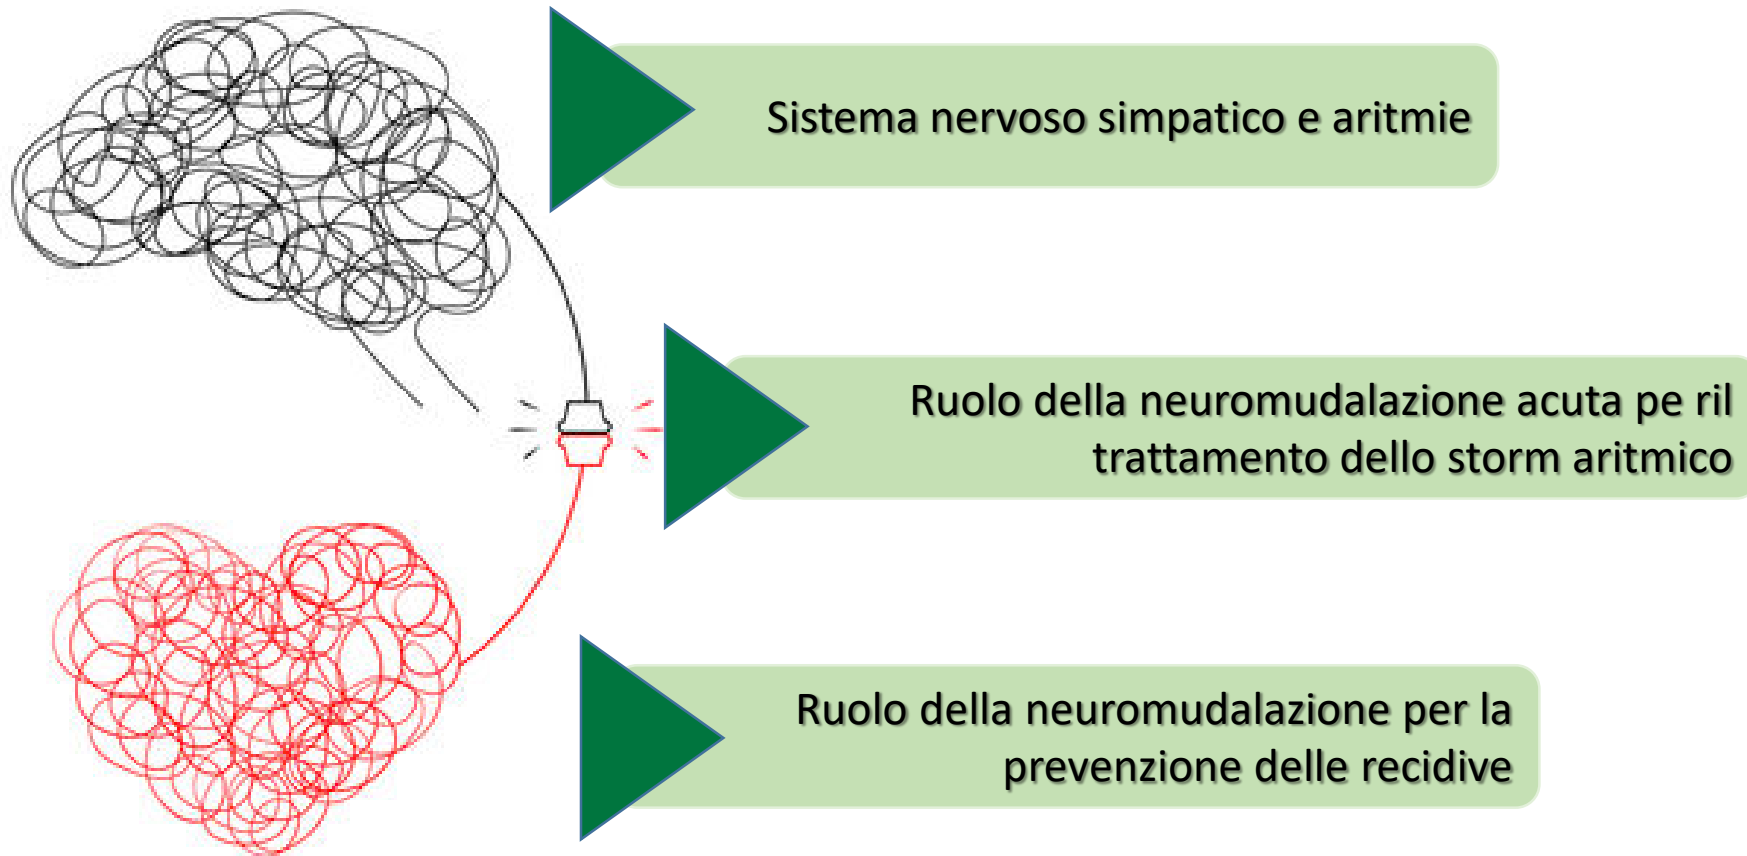 Sistema nervoso simpatico e aritmie
Ruolo della neuromudalazione acuta pe ril
trattamento dello storm aritmico
Ruolo della neuromudalazione per la
prevenzione delle recidive